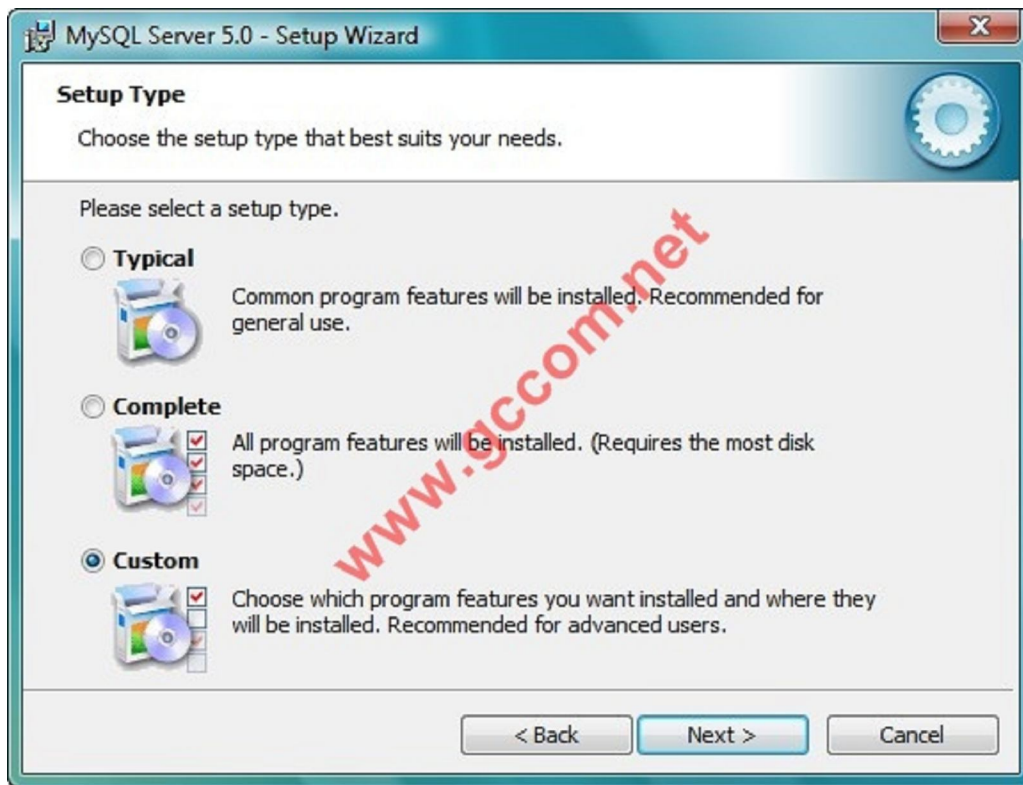 MySQL Server 5.0 - Setup Wizard
Setup Type
Choose the setup type that best suits your needs.
Please select a setup type.
Typical
Common program features will be installed. Recommended for
general use.
Complete
All program features will be installed. (Requires the most disk
space.)
Custom
Choose which program features you want installed and where they
will be installed. Recommended for advanced users.
< Back
Next >
Cancel
www.gccom.net